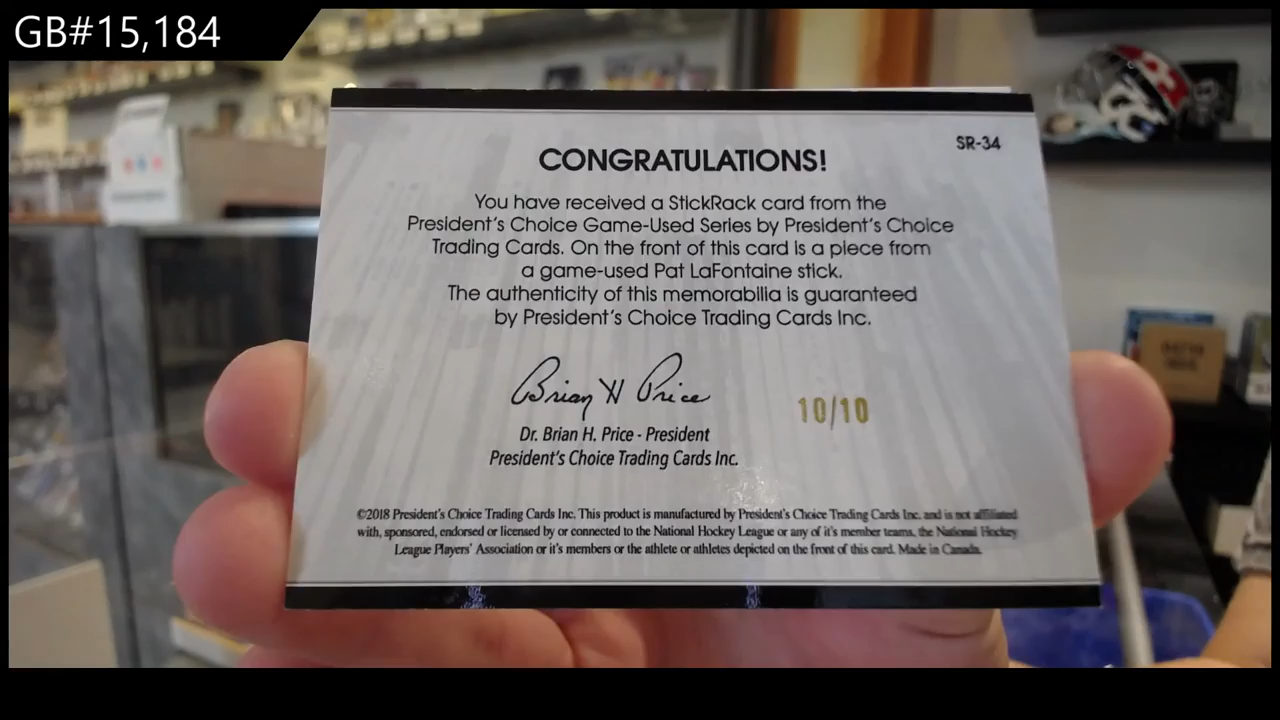 GB#15,184
SR-34
CONGRATULATIONS!
You have received a StickRack card from the
President's Choice Game-Used Series by President's Choice
Trading Cards. On the front of this card is a piece from
a game-used Pat LaFontaine stick.
The authenticity of this memorabilia is guaranteed
by President's Choice Trading Cards Inc.
Brian H Price
10/10
Dr. Brian H. Price - President
President's Choice Trading Cards Inc.
©2018 President's Choice Trading Cards Inc. This product is manufactured by President's Choice Trading Cards Inc. and is not affiliated
with, sponsored, endorsed or licensed by or connected to the National Hockey League or any of it's member teams, the National Hockey
League Players' Association or it's members or the athlete or athletes depicted on the front of this card. Made in Canada.